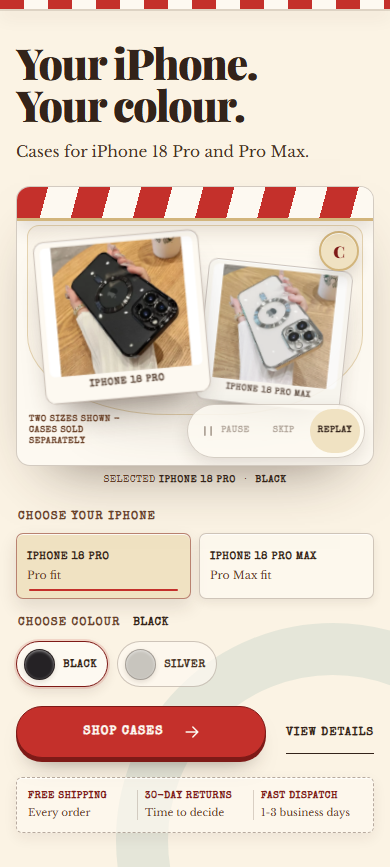 Your iPhone.
Your colour.
Cases for iPhone 18 Pro and Pro Max.
C
IPHONE 18 PRO
IPHONE 18 PRO MAX
TWO SIZES SHOWN —
CASES SOLD
SEPARATELY
PAUSE SKIP REPLAY
SELECTED IPHONE 18 PRO · BLACK
CHOOSE YOUR IPHONE
IPHONE 18 PRO
Pro fit
IPHONE 18 PRO MAX
Pro Max fit
CHOOSE COLOUR BLACK
BLACK
SILVER
SHOP CASES →
VIEW DETAILS
FREE SHIPPING
Every order
30-DAY RETURNS
Time to decide
FAST DISPATCH
1-3 business days